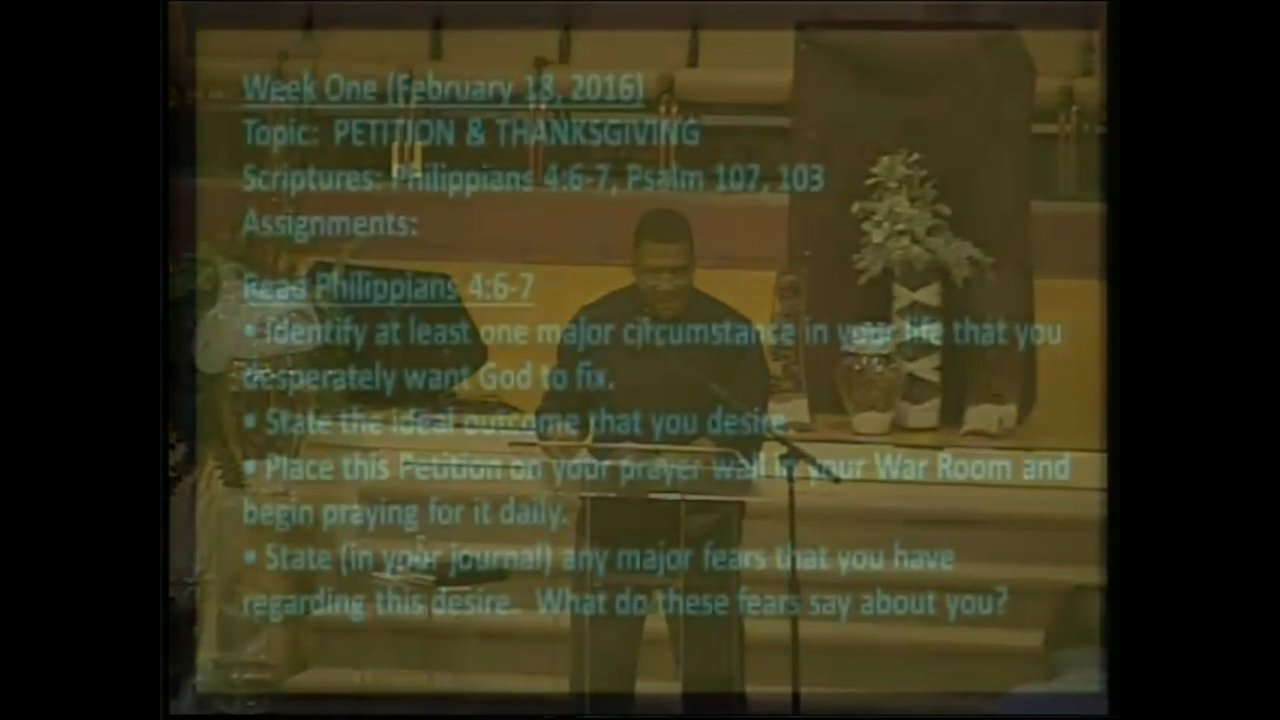 Week One (February 18, 2016)
Topic: PETITION & THANKSGIVING
Scriptures: Philippians 4:6-7, Psalm 107, 103
Assignments:
Read Philippians 4:6-7
• Identify at least one major circumstance in your life that you
desperately want God to fix.
• State the ideal outcome that you desire.
• Place this Petition on your prayer wall in your War Room and
begin praying for it daily.
• State (in your journal) any major fears that you have
regarding this desire. What do these fears say about you?